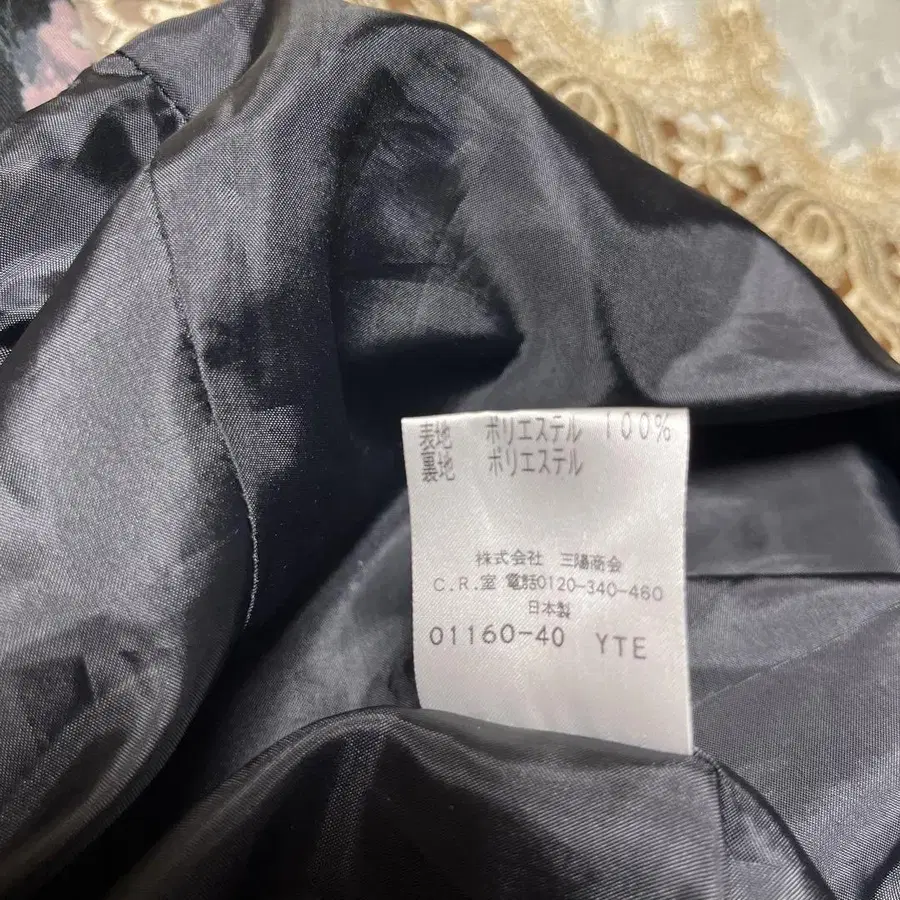 表地 ポリエステル 100%
裏地 ポリエステル
株式会社 三陽商会
C.R.室 電話0120-340-460
日本製
01160-40 YTE